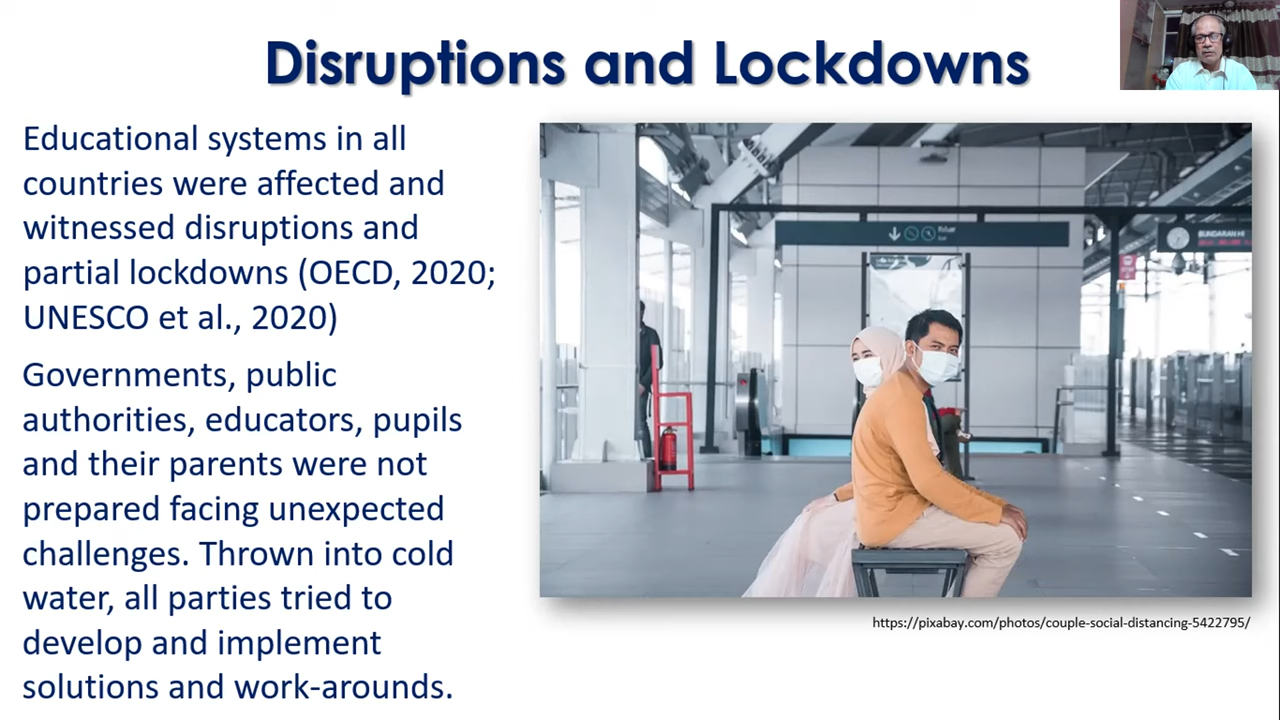 Disruptions and Lockdowns
Educational systems in all
countries were affected and
witnessed disruptions and
partial lockdowns (OECD, 2020;
UNESCO et al., 2020)
Governments, public
authorities, educators, pupils
and their parents were not
prepared facing unexpected
challenges. Thrown into cold
water, all parties tried to
develop and implement
solutions and work-arounds.
BUNDARAN HI
https://pixabay.com/photos/couple-social-distancing-5422795/